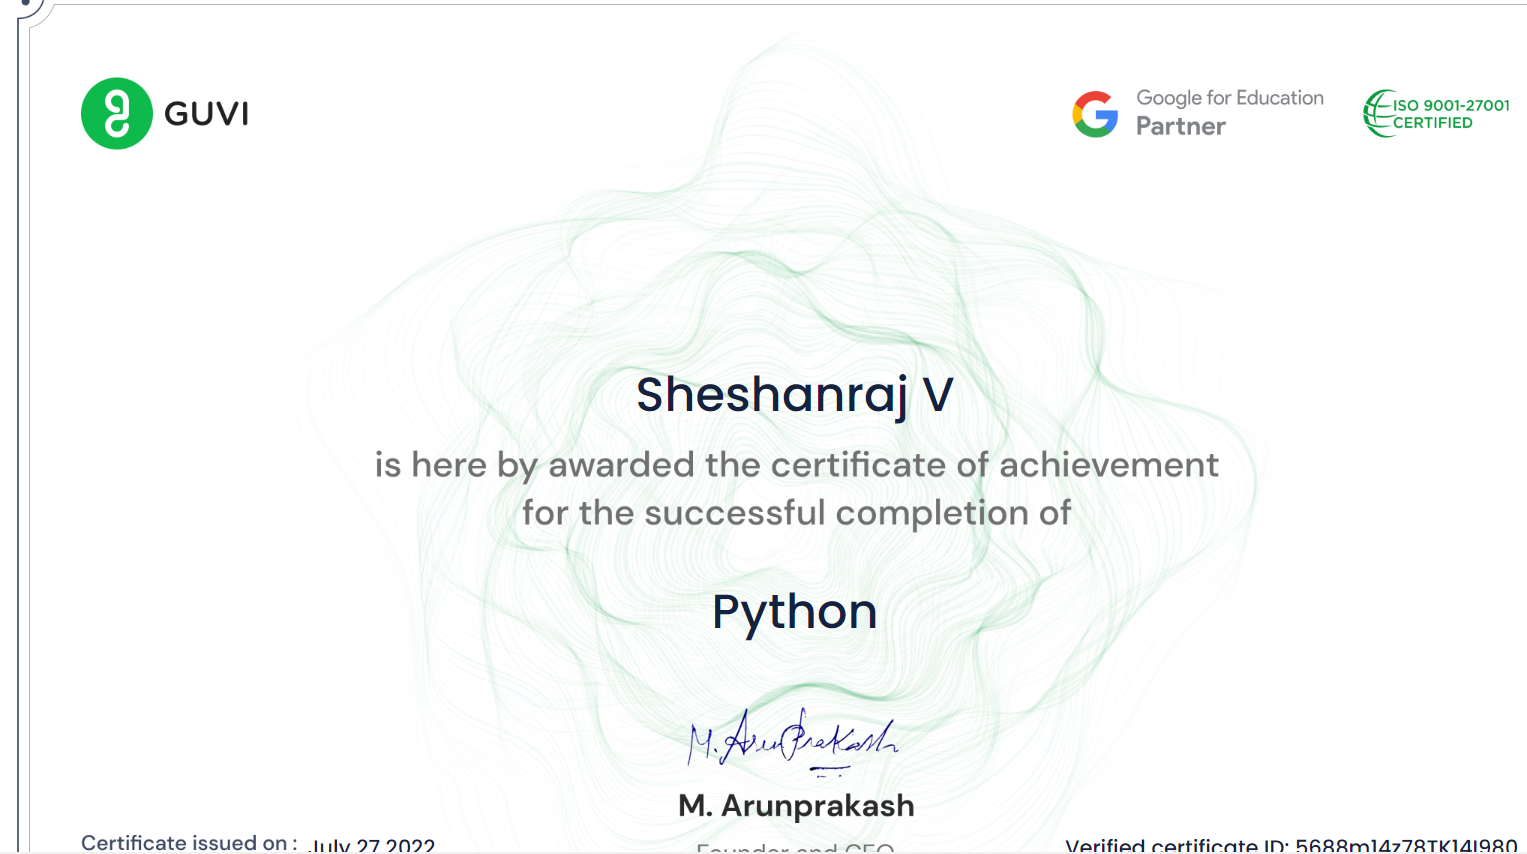 GUVI
Google for Education
Partner
ISO 9001-27001
CERTIFIED
Sheshanraj V
is here by awarded the certificate of achievement
for the successful completion of
Python
M. ArunPrakash
M. Arunprakash
Founder and CEO
Certificate issued on : July 27 2022
Verified certificate ID: